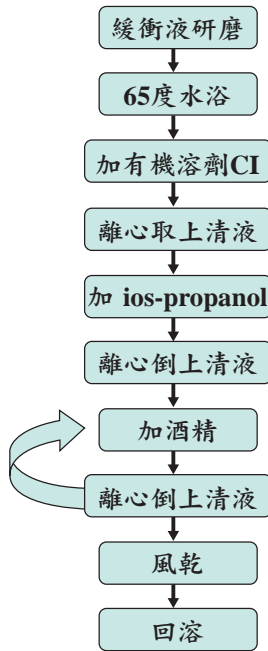 緩衝液研磨
65度水浴
加有機溶劑CI
離心取上清液
加 ios-propanol
離心倒上清液
加酒精
離心倒上清液
風乾
回溶